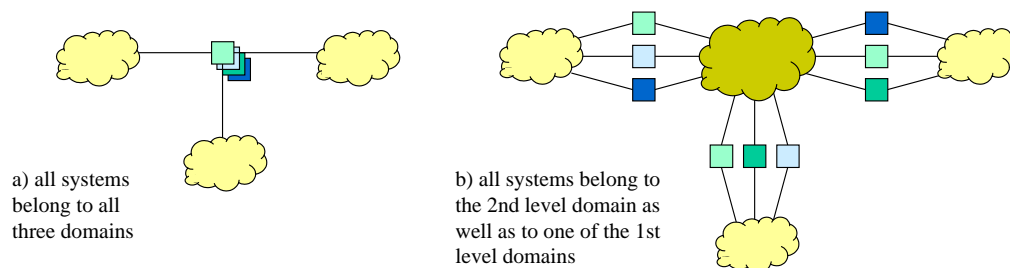 a) all systems
belong to all
three domains
b) all systems belong to
the 2nd level domain as
well as to one of the 1st
level domains